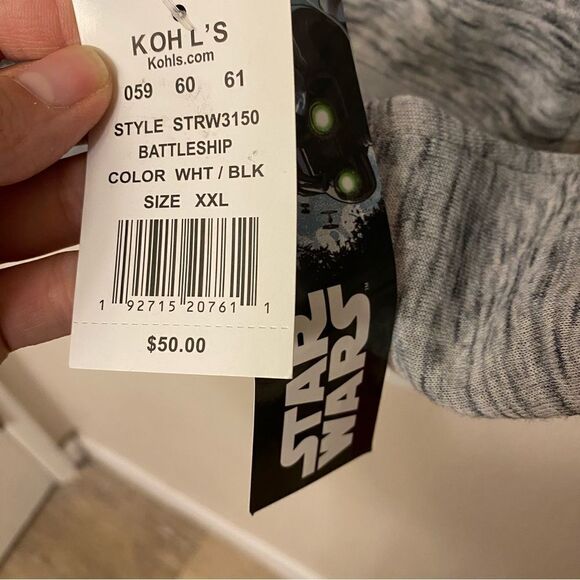 KOHL'S
Kohls.com
059 60 61
STYLE STRW3150
BATTLESHIP
COLOR WHT / BLK
SIZE XXL
1 92715 20761 1
$50.00
STAR
WARS™